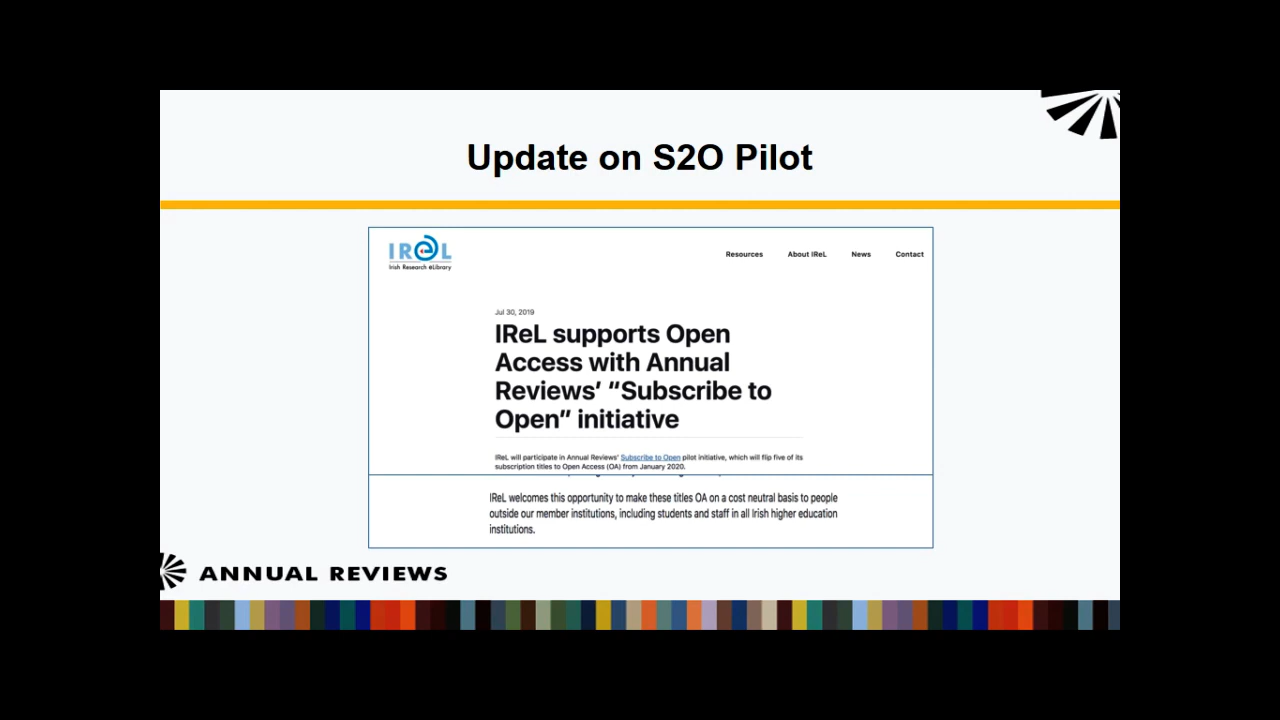 Update on S2O Pilot
IReL
Irish Research eLibrary
Resources About IReL News Contact
Jul 30, 2019
IReL supports Open
Access with Annual
Reviews’ “Subscribe to
Open” initiative
IReL will participate in Annual Reviews’ Subscribe to Open pilot initiative, which will flip five of its
subscription titles to Open Access (OA) from January 2020.
IReL welcomes this opportunity to make these titles OA on a cost neutral basis to people
outside our member institutions, including students and staff in all Irish higher education
institutions.
ANNUAL REVIEWS